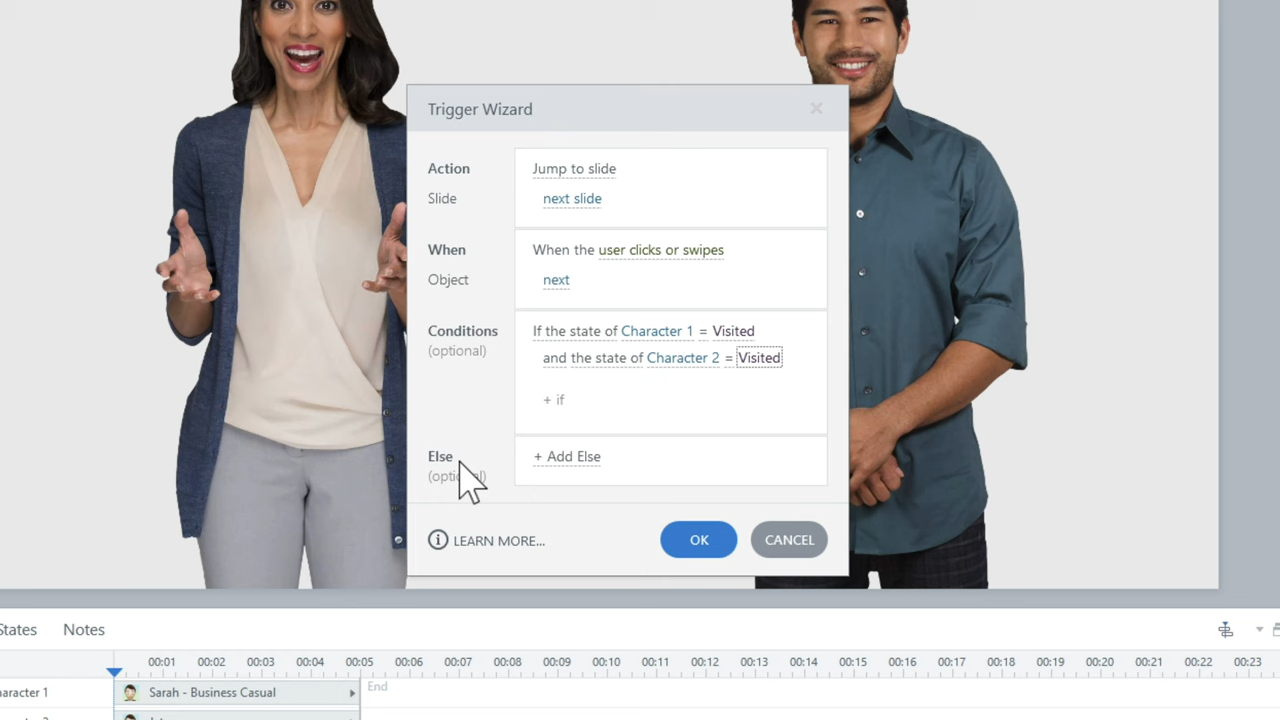 Trigger Wizard
Action
Jump to slide
Slide
next slide
When
When the user clicks or swipes
Object
next
Conditions
If the state of Character 1 = Visited
(optional)
and the state of Character 2 = Visited
+ if
Else
+ Add Else
LEARN MORE...
OK
CANCEL
States
Notes
00:01 00:02 00:03 00:04 00:05 00:06 00:07 00:08 00:09 00:10 00:11 00:12 00:13 00:14 00:15 00:16 00:17 00:18 00:19 00:20 00:21 00:22 00:23
aracter 1
Sarah - Business Casual
End